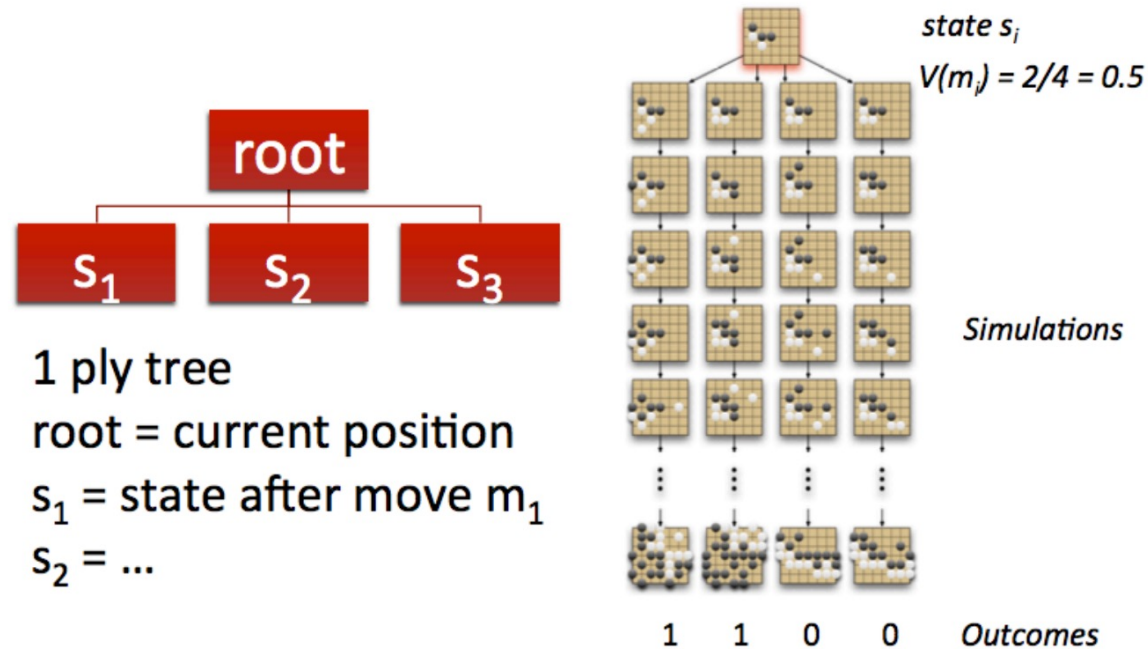 root
s₁ s₂ s₃
1 ply tree
root = current position
s₁ = state after move m₁
s₂ = ...
state sᵢ
V(mᵢ) = 2/4 = 0.5
Simulations
1 1 0 0 Outcomes